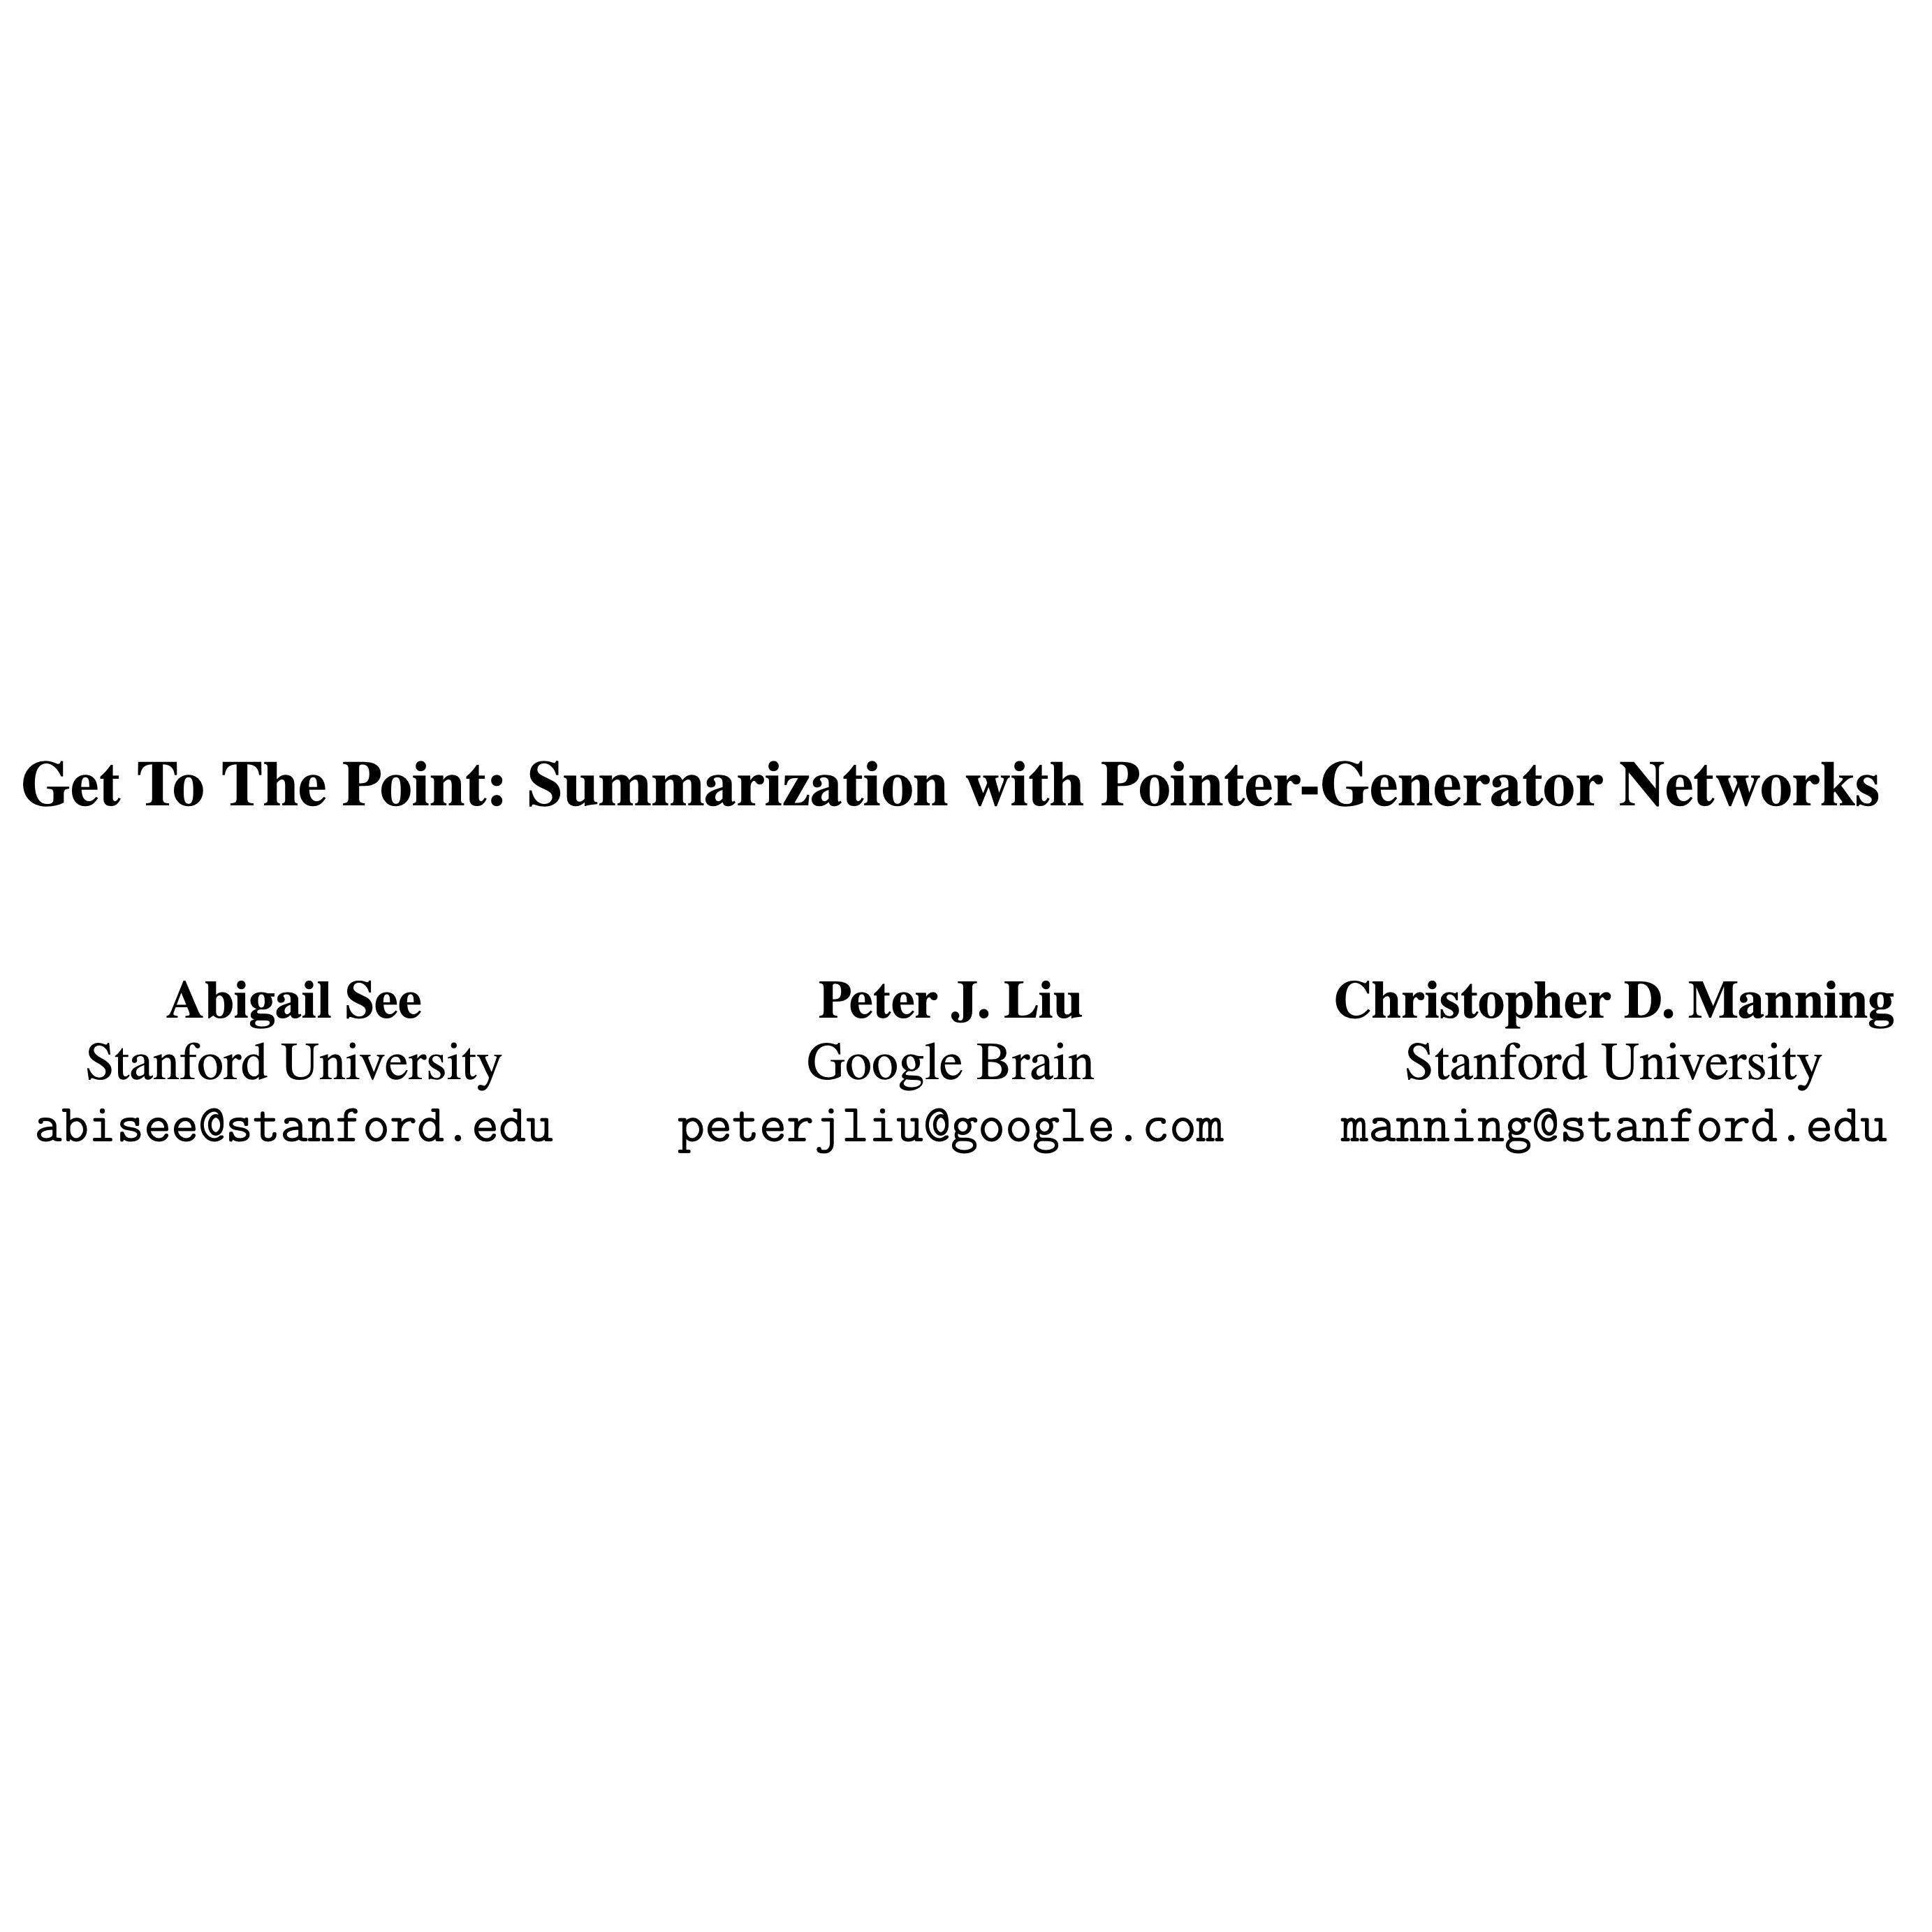 Get To The Point: Summarization with Pointer-Generator Networks
Abigail See
Stanford University
abisee@stanford.edu
Peter J. Liu
Google Brain
peterjliu@google.com
Christopher D. Manning
Stanford University
manning@stanford.edu